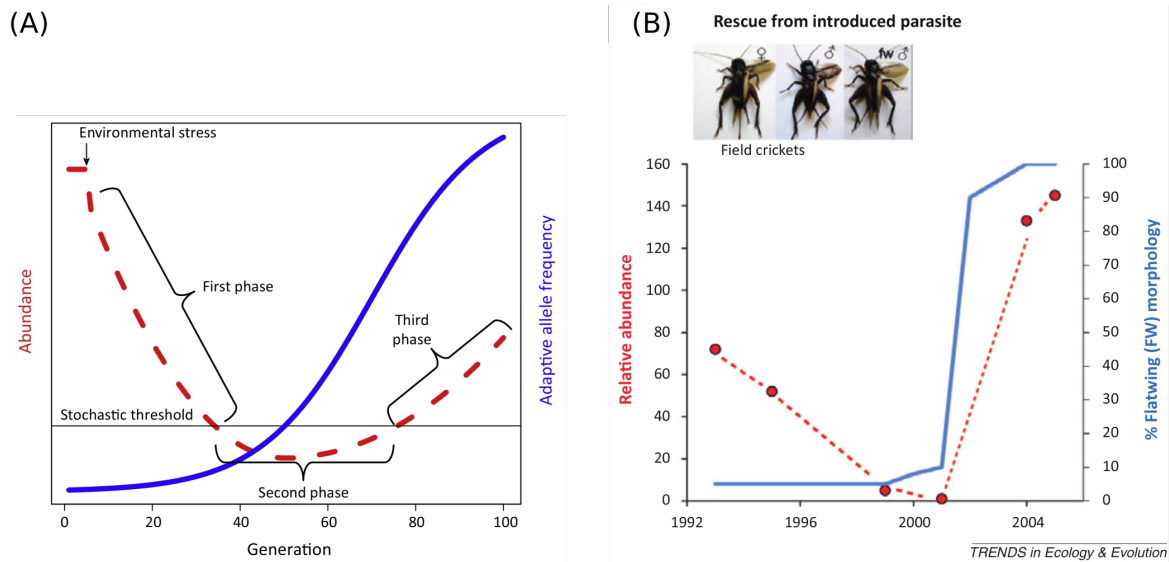 (A)
Environmental stress
Abundance
First phase
Third
phase
Stochastic threshold
Second phase
Adaptive allele frequency
0 20 40 60 80 100
Generation
(B)
Rescue from introduced parasite
♀ ♂ fw ♂
Field crickets
Relative abundance
160
140
120
100
80
60
40
20
0
100
90
80
70
60
50
40
30
20
10
0
% Flatwing (FW) morphology
1992 1996 2000 2004
TRENDS in Ecology & Evolution